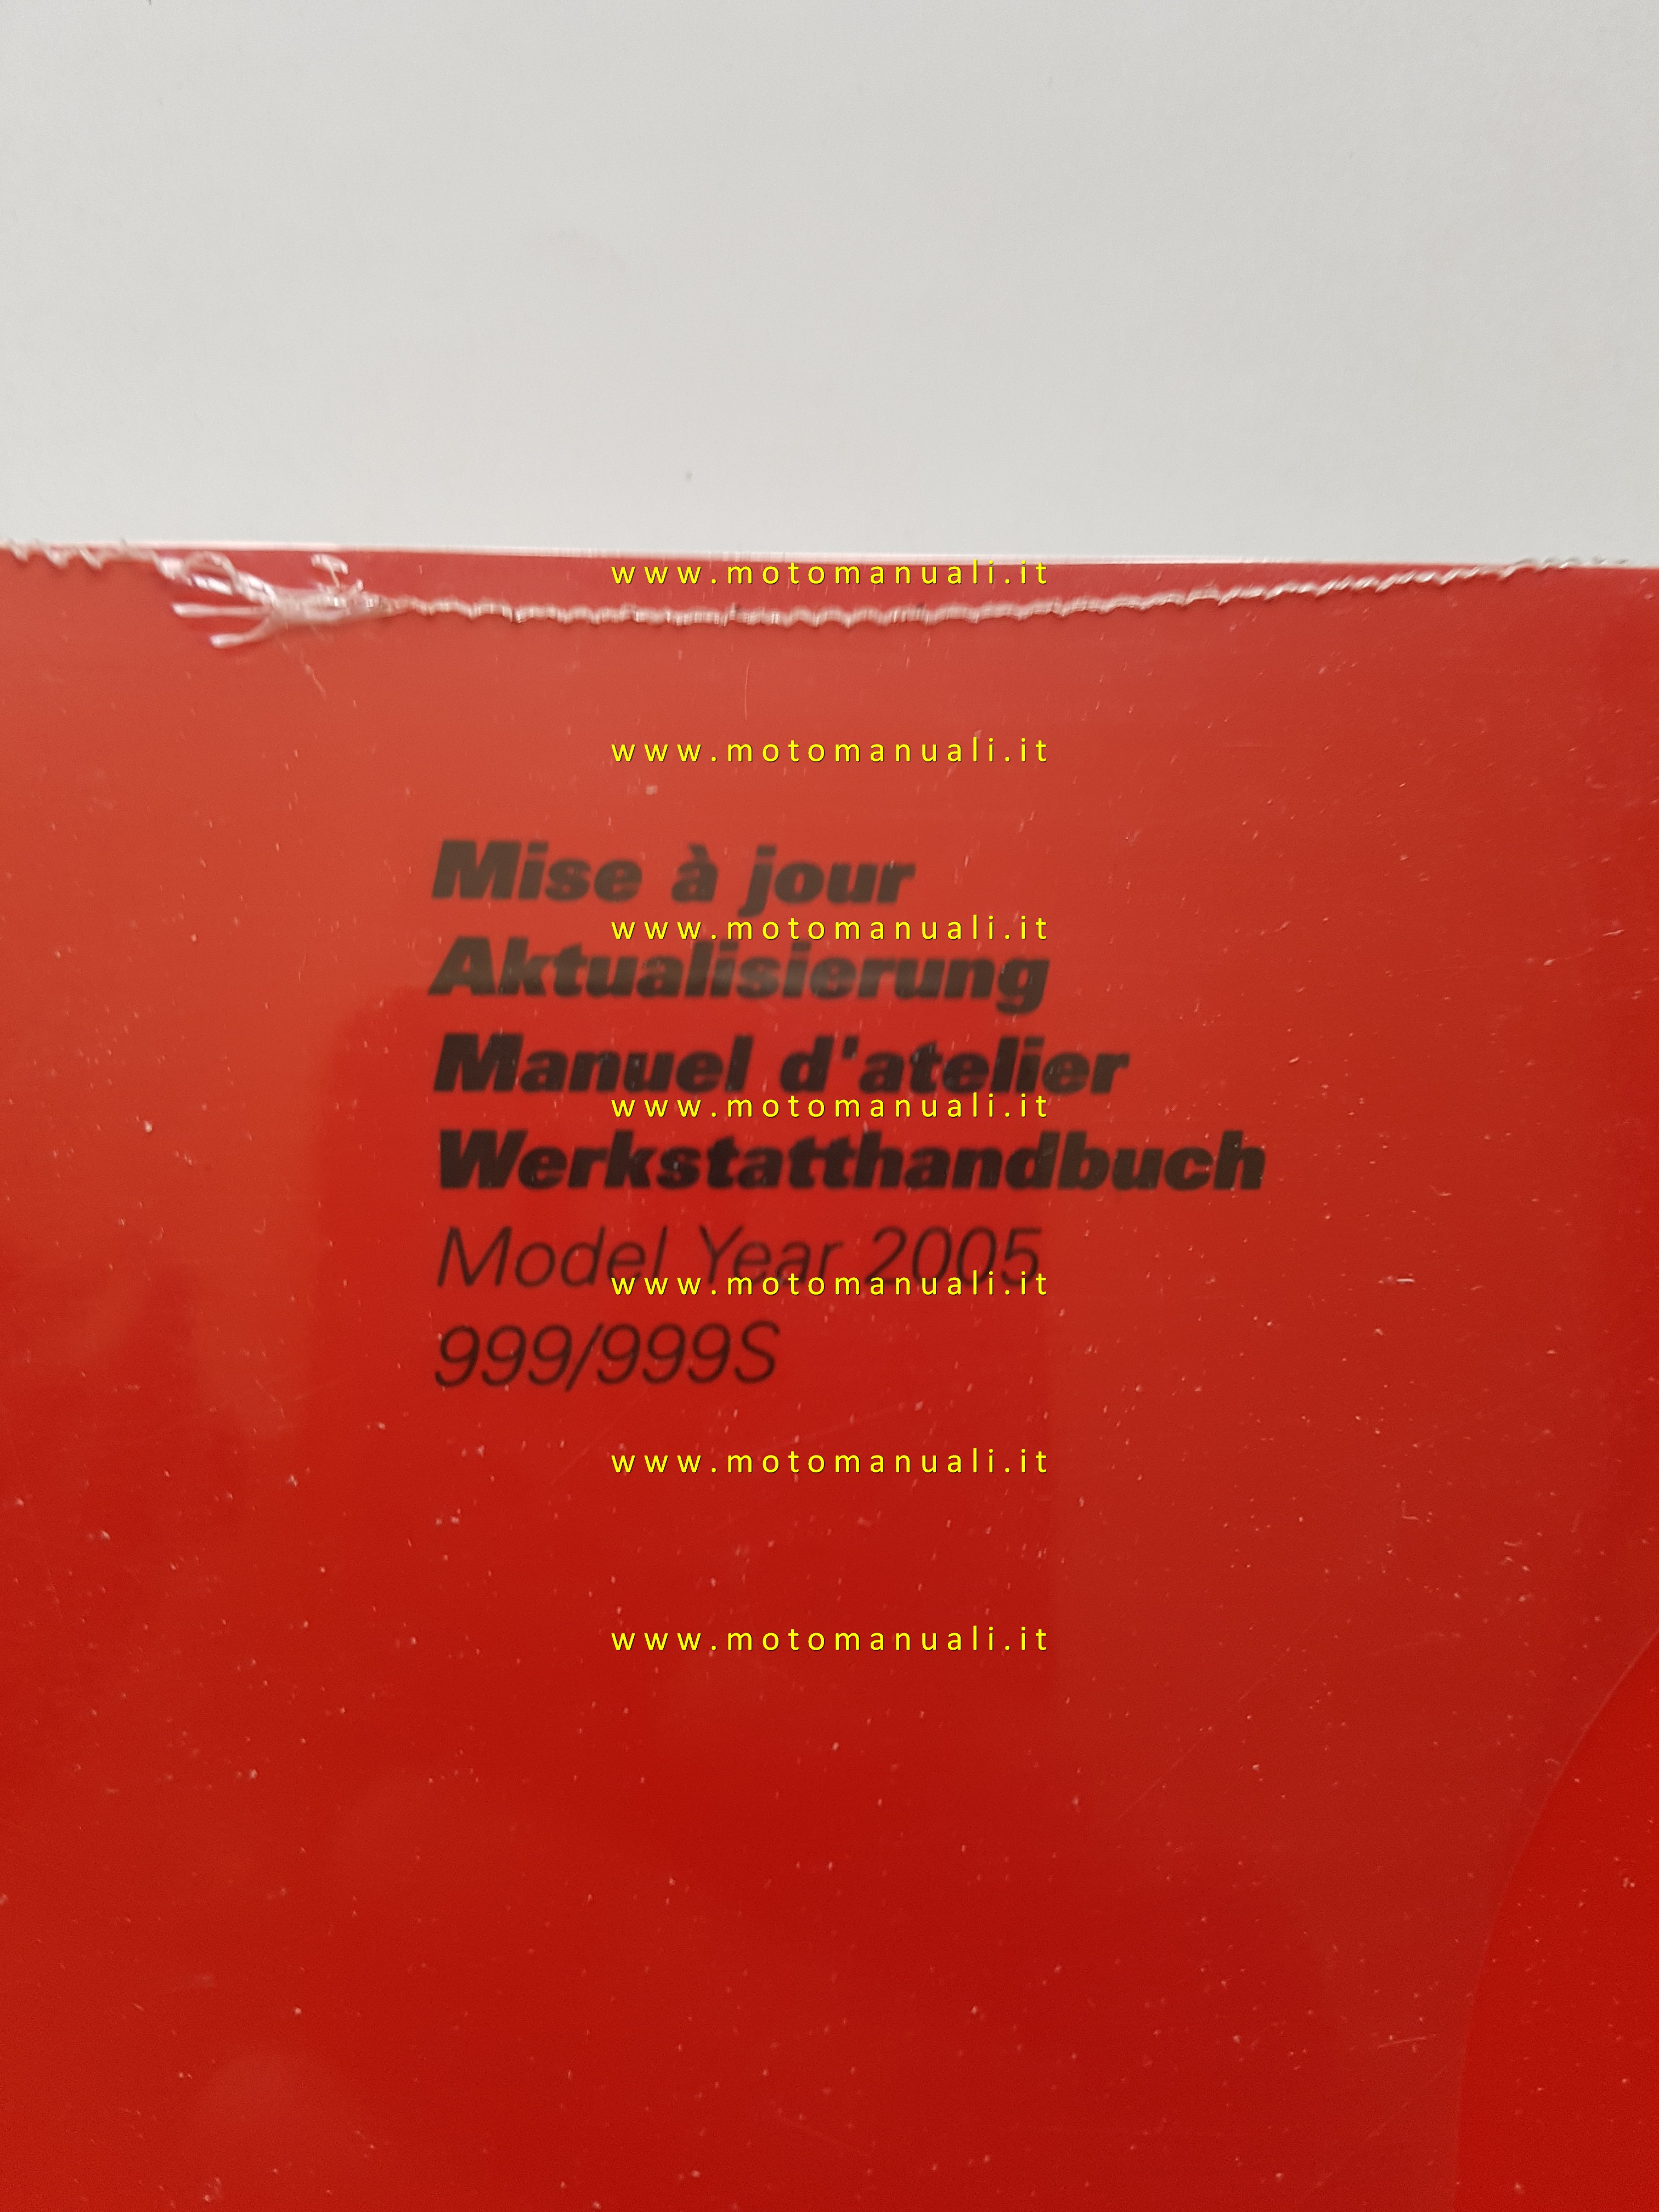 www.motomanuali.it
www.motomanuali.it
Mise à jour
www.motomanuali.it
Aktualisierung
Manuel d'atelier
www.motomanuali.it
Werkstatthandbuch
Model Year 2005
www.motomanuali.it
999/999S
www.motomanuali.it
www.motomanuali.it